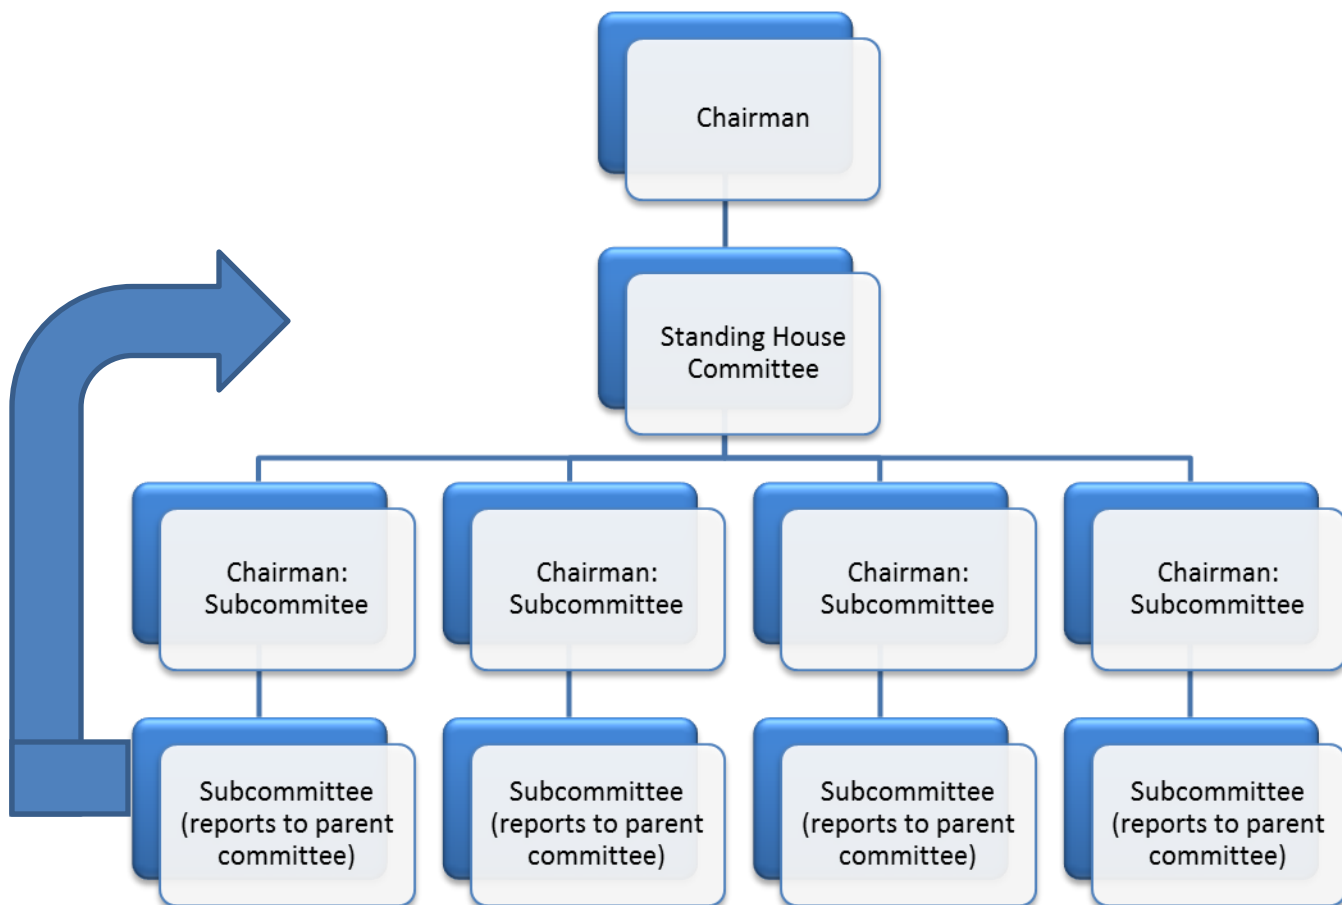 Chairman
Standing House
Committee
Chairman:
Subcommitee
Chairman:
Subcommittee
Chairman:
Subcommittee
Chairman:
Subcommittee
Subcommittee
(reports to parent
committee)
Subcommittee
(reports to parent
committee)
Subcommittee
(reports to parent
committee)
Subcommittee
(reports to parent
committee)